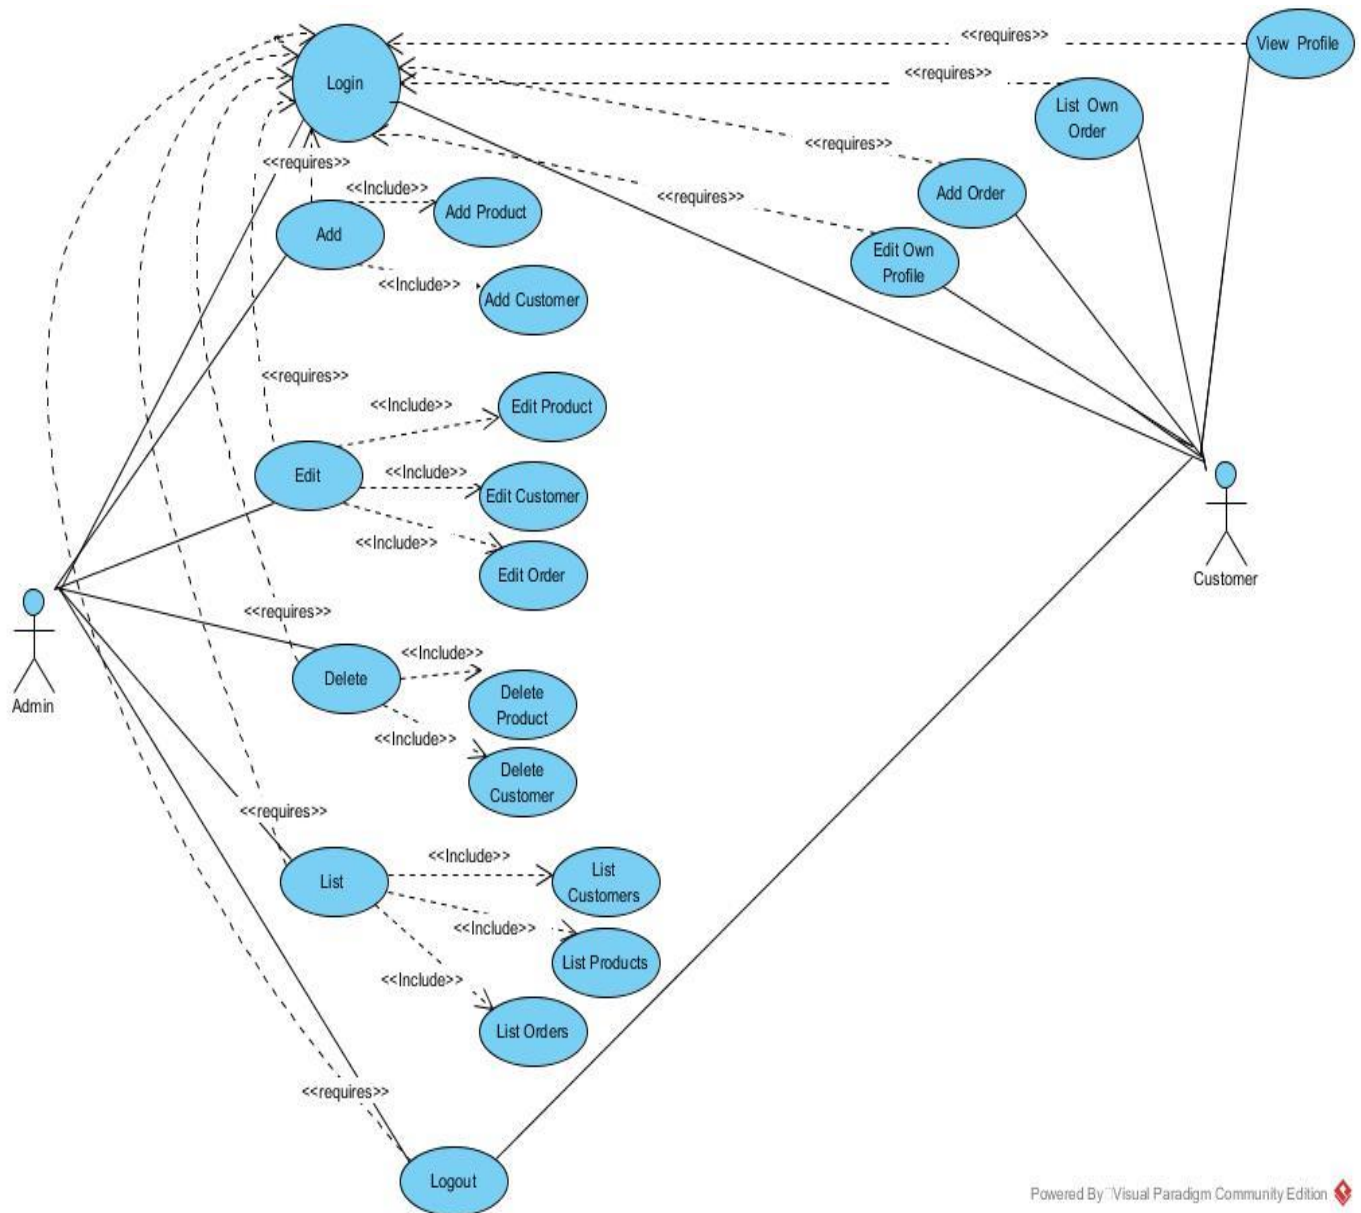 <<requires>>
View Profile
Login
<<requires>>
List Own
Order
<<requires>>
<<requires>>
<<Include>>
Add Product
<<requires>>
Add Order
Add
Edit Own
Profile
<<Include>>
Add Customer
<<requires>>
<<Include>>
Edit Product
Edit
<<Include>>
Edit Customer
<<Include>>
Edit Order
Customer
<<requires>>
<<Include>>
Delete
Delete
Product
Admin
<<Include>>
Delete
Customer
<<requires>>
<<Include>>
List
Customers
List
<<Include>>
List Products
<<Include>>
List Orders
<<requires>>
Logout
Powered By Visual Paradigm Community Edition